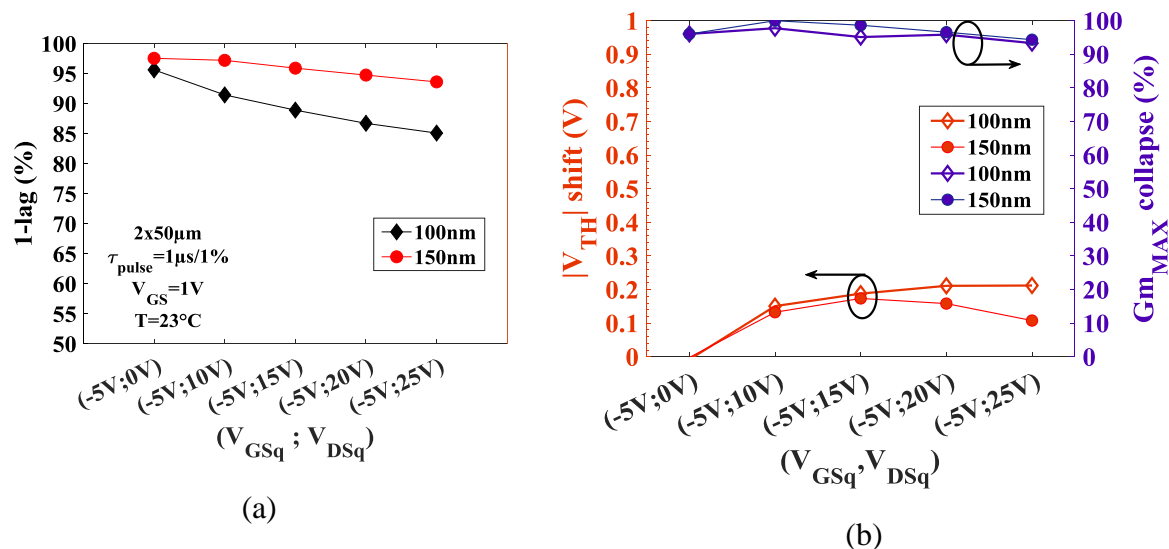 (a)
100
95
90
85
80
75
70
65
60
55
50
1-lag (%)
2x50µm
τpulse=1µs/1%
VGS=1V
T=23°C
100nm
150nm
(-5V;0V)
(-5V;10V)
(-5V;15V)
(-5V;20V)
(-5V;25V)
(VGSq ; VDSq)
(b)
1
0.9
0.8
0.7
0.6
0.5
0.4
0.3
0.2
0.1
0
|VTH| shift (V)
100nm
150nm
100nm
150nm
100
90
80
70
60
50
40
30
20
10
0
GmMAX collapse (%)
(-5V;0V)
(-5V;10V)
(-5V;15V)
(-5V;20V)
(-5V;25V)
(VGSq,VDSq)